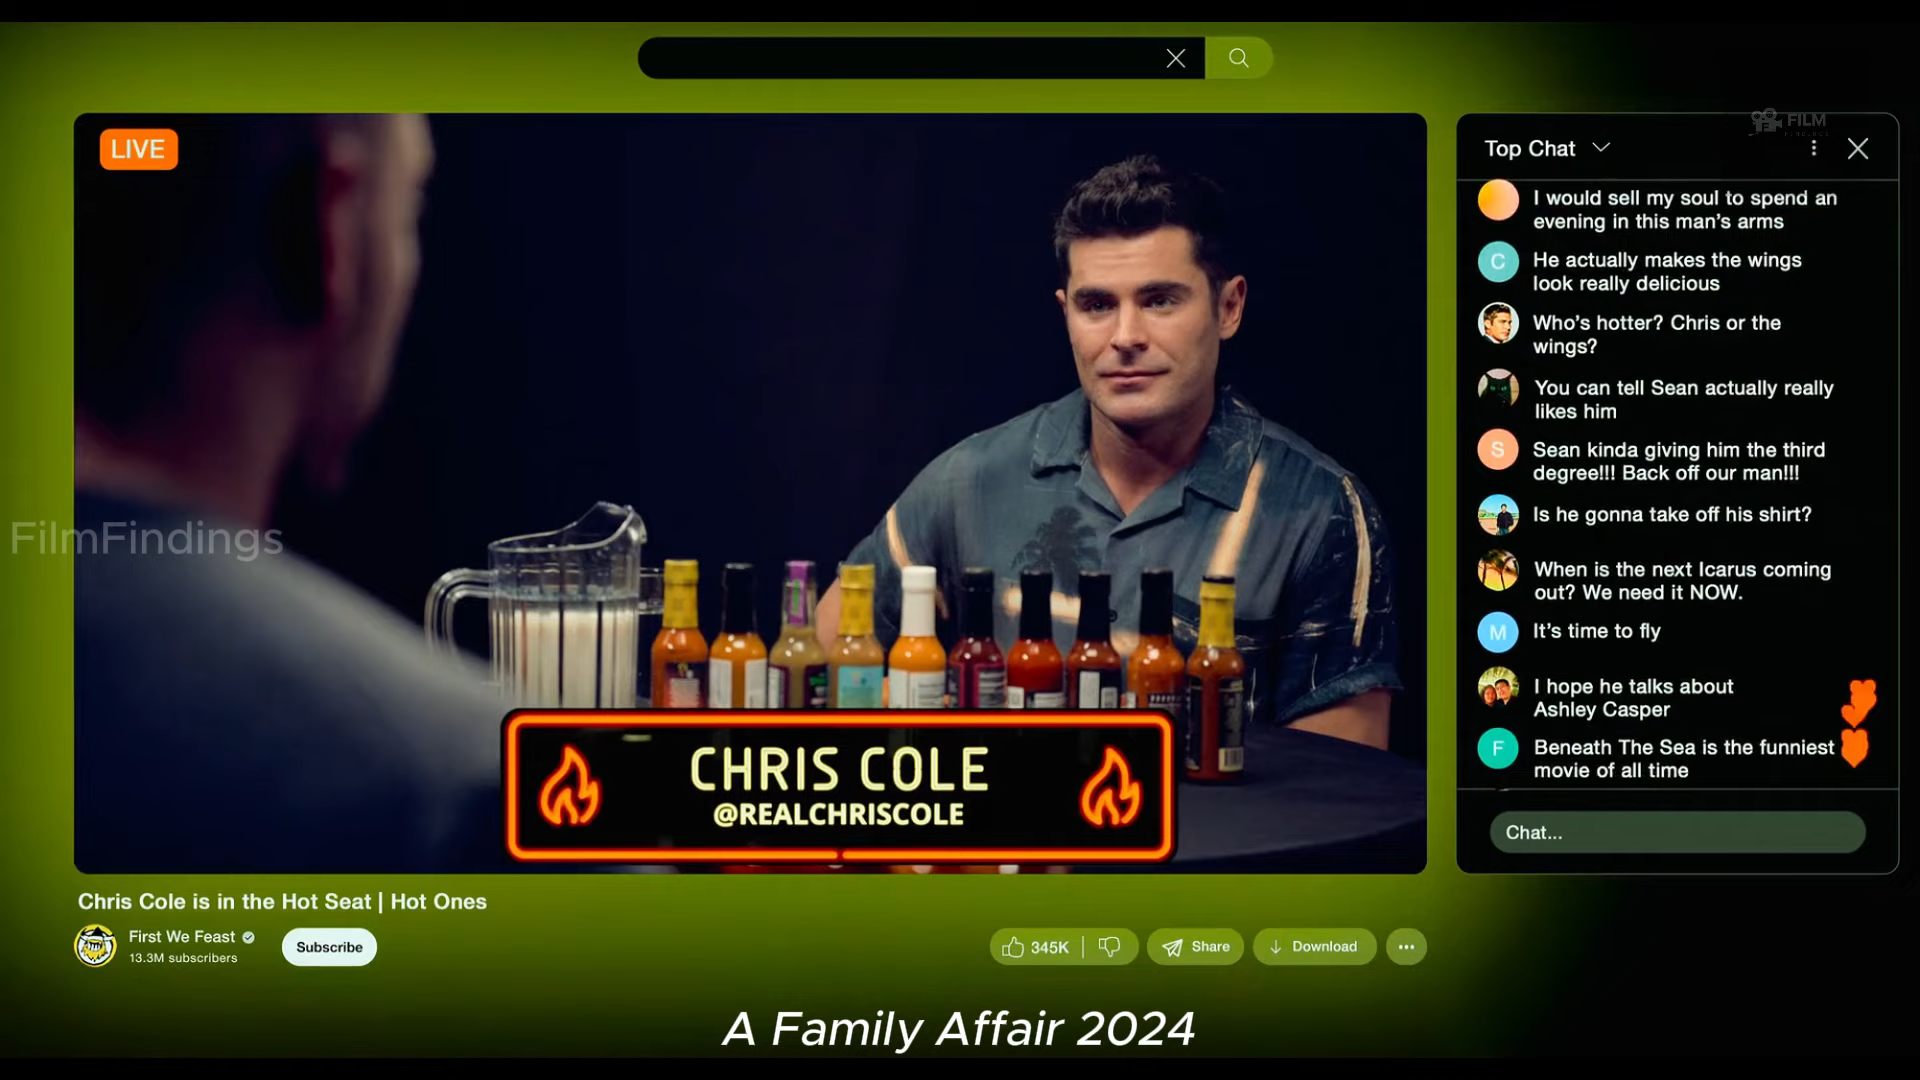 LIVE
FILM
Top Chat
I would sell my soul to spend an
evening in this man's arms
C
He actually makes the wings
look really delicious
Who's hotter? Chris or the
wings?
You can tell Sean actually really
likes him
S
Sean kinda giving him the third
degree!!! Back off our man!!!
Is he gonna take off his shirt?
When is the next Icarus coming
out? We need it NOW.
M
It's time to fly
I hope he talks about
Ashley Casper
F
Beneath The Sea is the funniest
movie of all time
Chat...
FilmFindings
CHRIS COLE
@REALCHRISCOLE
Chris Cole is in the Hot Seat | Hot Ones
First We Feast
13.3M subscribers
Subscribe
345K
Share
Download
A Family Affair 2024